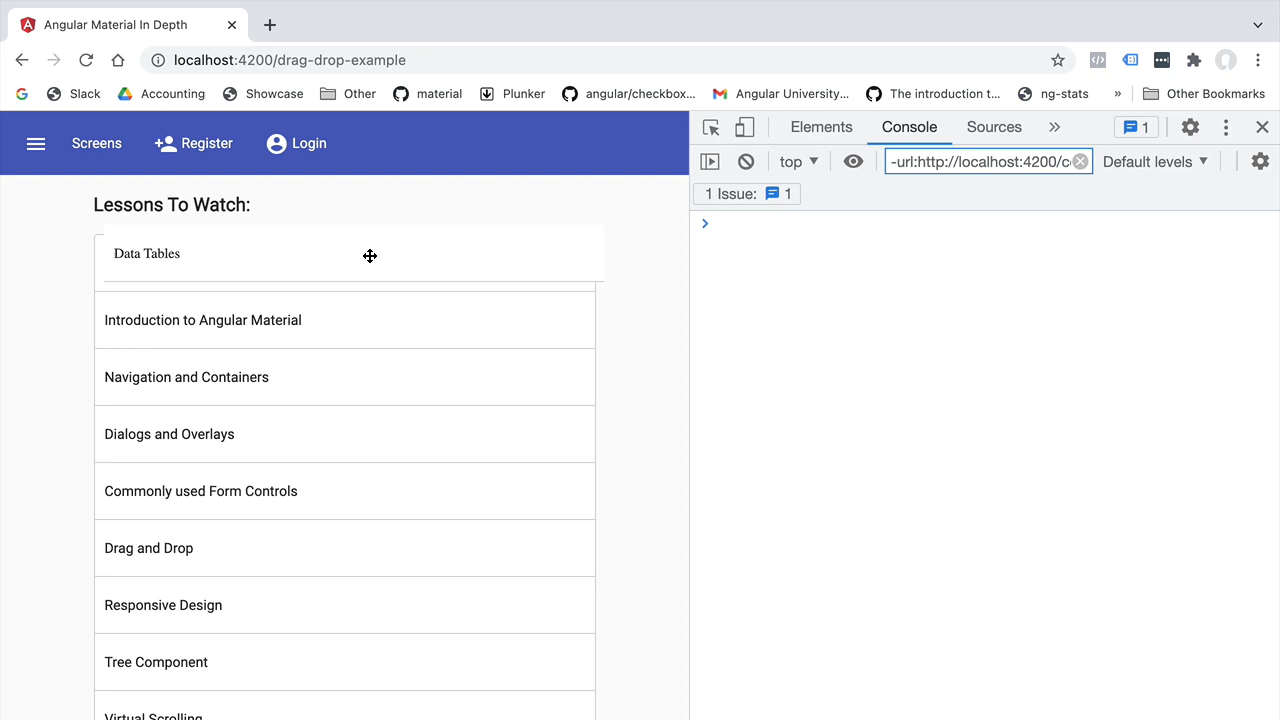 Angular Material In Depth
localhost:4200/drag-drop-example
Slack Accounting Showcase Other material Plunker angular/checkbox... Angular University... The introduction t... ng-stats » Other Bookmarks
Screens Register Login
Elements Console Sources » 1
top -url:http://localhost:4200/c Default levels
1 Issue: 1
Lessons To Watch:
Data Tables
Introduction to Angular Material
Navigation and Containers
Dialogs and Overlays
Commonly used Form Controls
Drag and Drop
Responsive Design
Tree Component
Virtual Scrolling